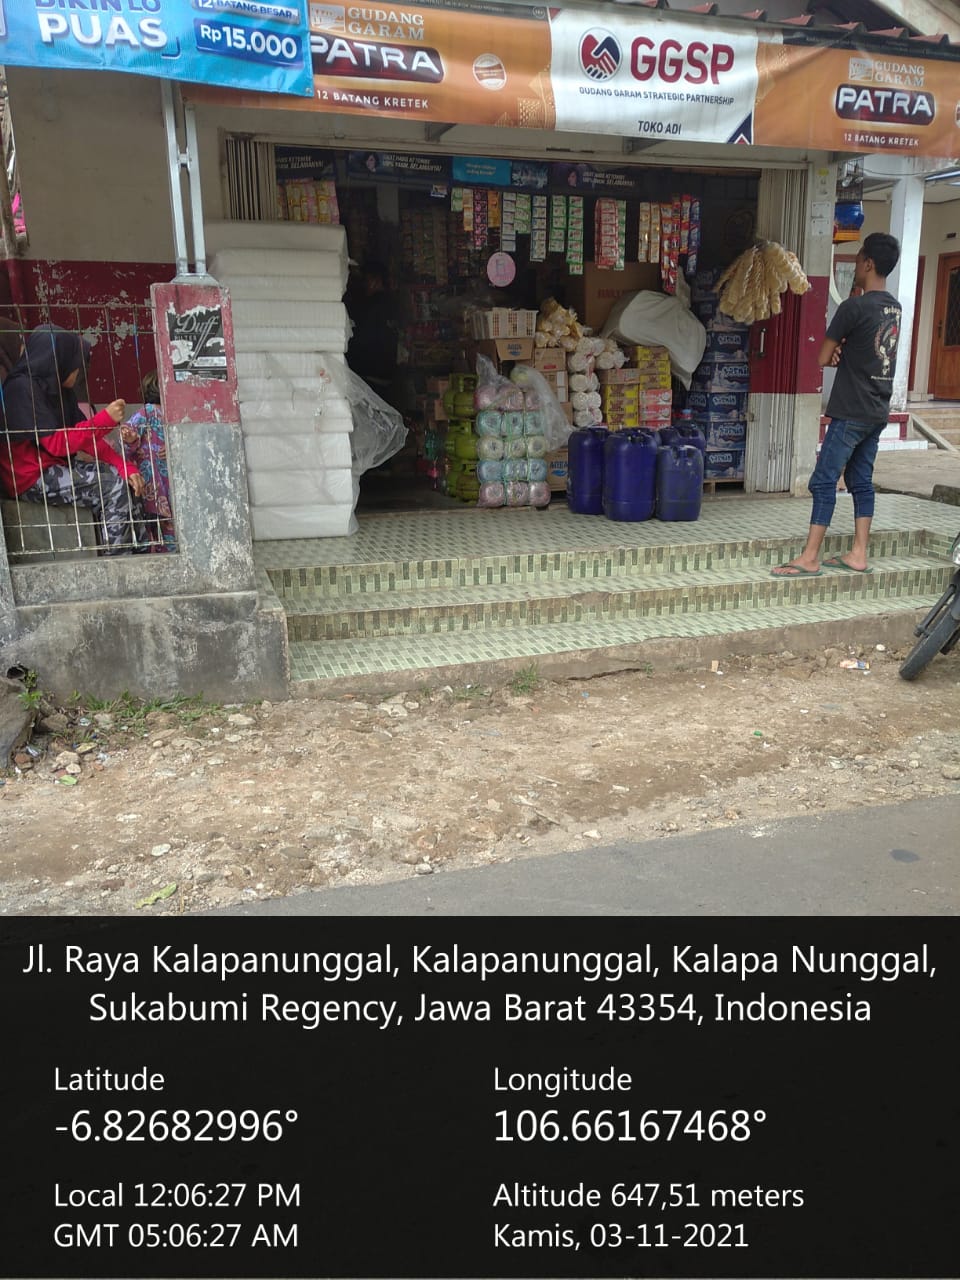 BIKIN LO
PUAS
12 BATANG BESAR
Rp15.000
GUDANG
GARAM
PATRA
12 BATANG KRETEK
GGSP
GUDANG GARAM STRATEGIC PARTNERSHIP
TOKO ADI
GUDANG
GARAM
PATRA
12 BATANG KRETEK
SELAMANYA!
Duff
AQUA
Jl. Raya Kalapanunggal, Kalapanunggal, Kalapa Nunggal,
Sukabumi Regency, Jawa Barat 43354, Indonesia
Latitude
-6.82682996°
Longitude
106.66167468°
Local 12:06:27 PM
GMT 05:06:27 AM
Altitude 647,51 meters
Kamis, 03-11-2021